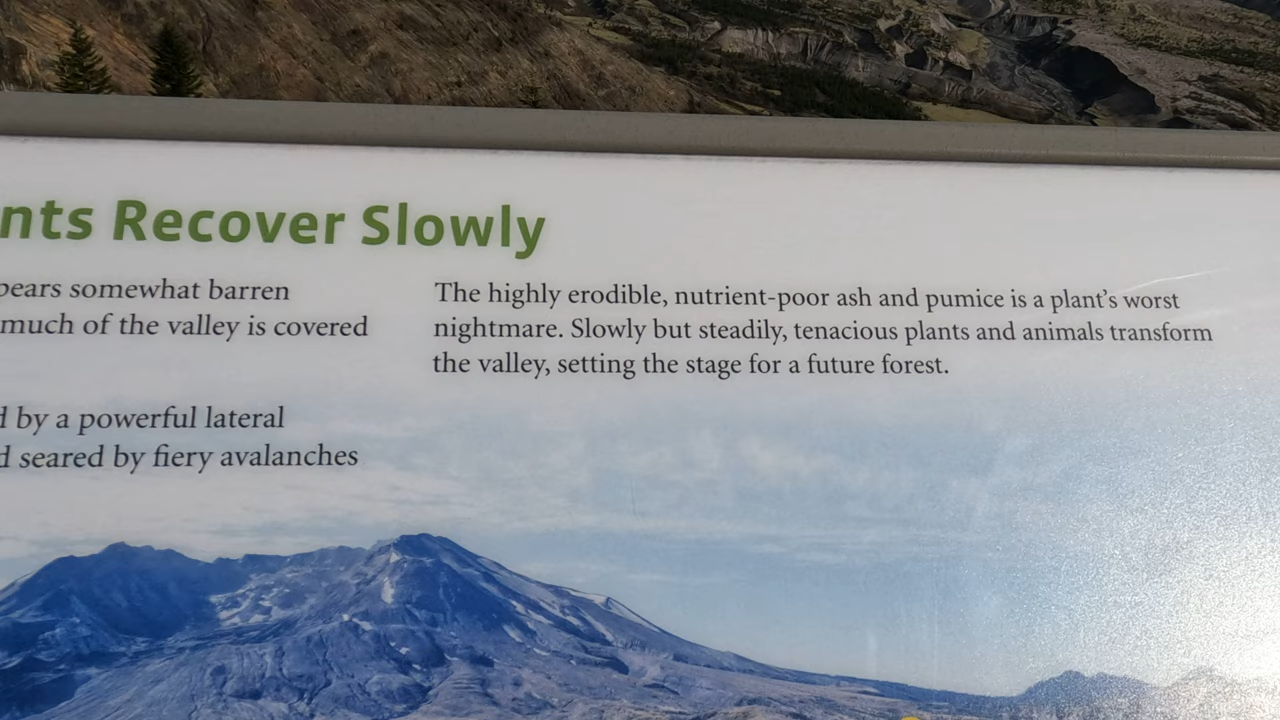 nts Recover Slowly
pears somewhat barren
much of the valley is covered
d by a powerful lateral
d seared by fiery avalanches
The highly erodible, nutrient-poor ash and pumice is a plant’s worst
nightmare. Slowly but steadily, tenacious plants and animals transform
the valley, setting the stage for a future forest.